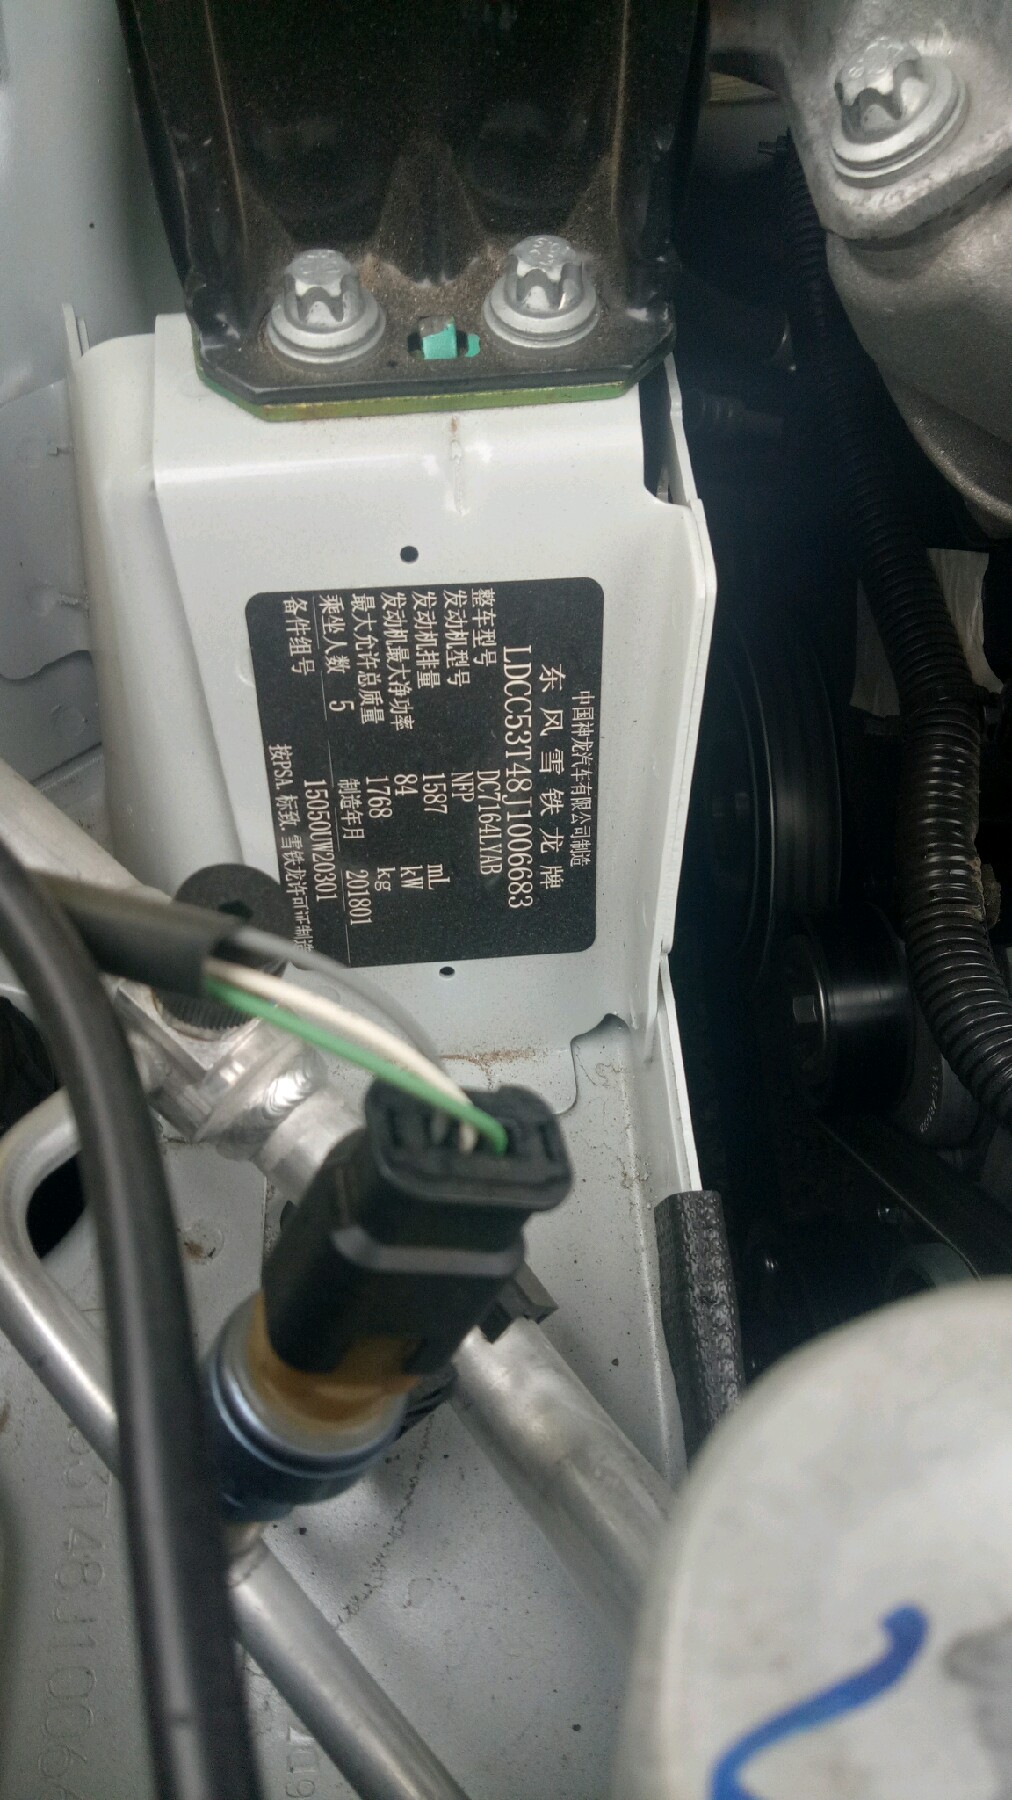 中国神龙汽车有限公司制造
东风雪铁龙牌
LDCC53T48J1006683
整车型号 DC7164LYAB
发动机型号 NFP
发动机排量 1587 mL
发动机最大净功率 84 kW
最大允许总质量 1768 kg
乘坐人数 5 制造年月 201801
备件组号 15050UW20301
按PSA.标致.雪铁龙许可证制造
3T48J1006